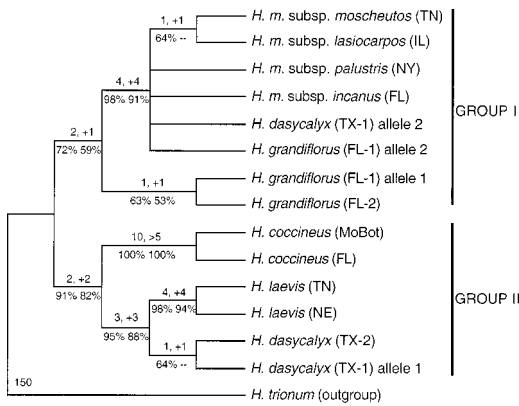 1, +1
64% --
H. m. subsp. moscheutos (TN)
H. m. subsp. lasiocarpos (IL)
4, +4
98% 91%
H. m. subsp. palustris (NY)
H. m. subsp. incanus (FL)
H. dasycalyx (TX-1) allele 2
H. grandiflorus (FL-1) allele 2
GROUP I
2, +1
72% 59%
1, +1
63% 53%
H. grandiflorus (FL-1) allele 1
H. grandiflorus (FL-2)
10, >5
100% 100%
H. coccineus (MoBot)
H. coccineus (FL)
2, +2
91% 82%
4, +4
98% 94%
H. laevis (TN)
H. laevis (NE)
GROUP II
3, +3
95% 88%
1, +1
64% --
H. dasycalyx (TX-2)
H. dasycalyx (TX-1) allele 1
150
H. trionum (outgroup)